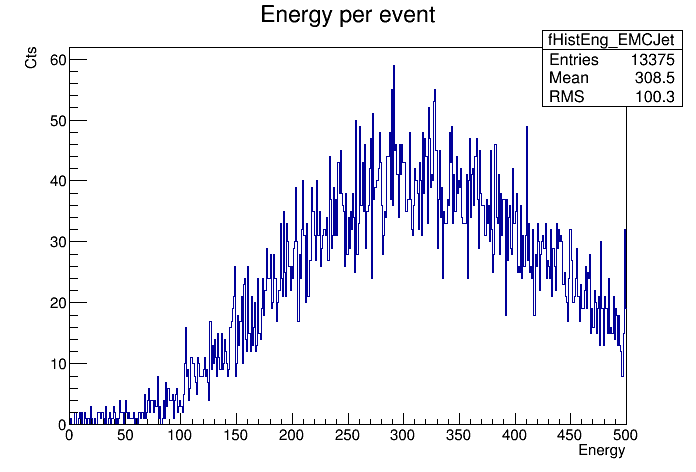 Energy per event
fHistEng_EMCJet
Entries 13375
Mean 308.5
RMS 100.3
Cts
60
50
40
30
20
10
0
0 50 100 150 200 250 300 350 400 450 500
Energy